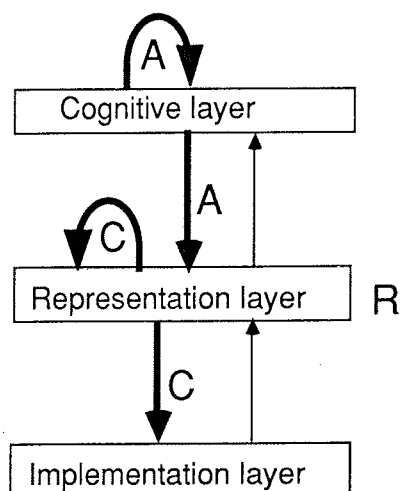 A
Cognitive layer
A
C
Representation layer R
C
Implementation layer